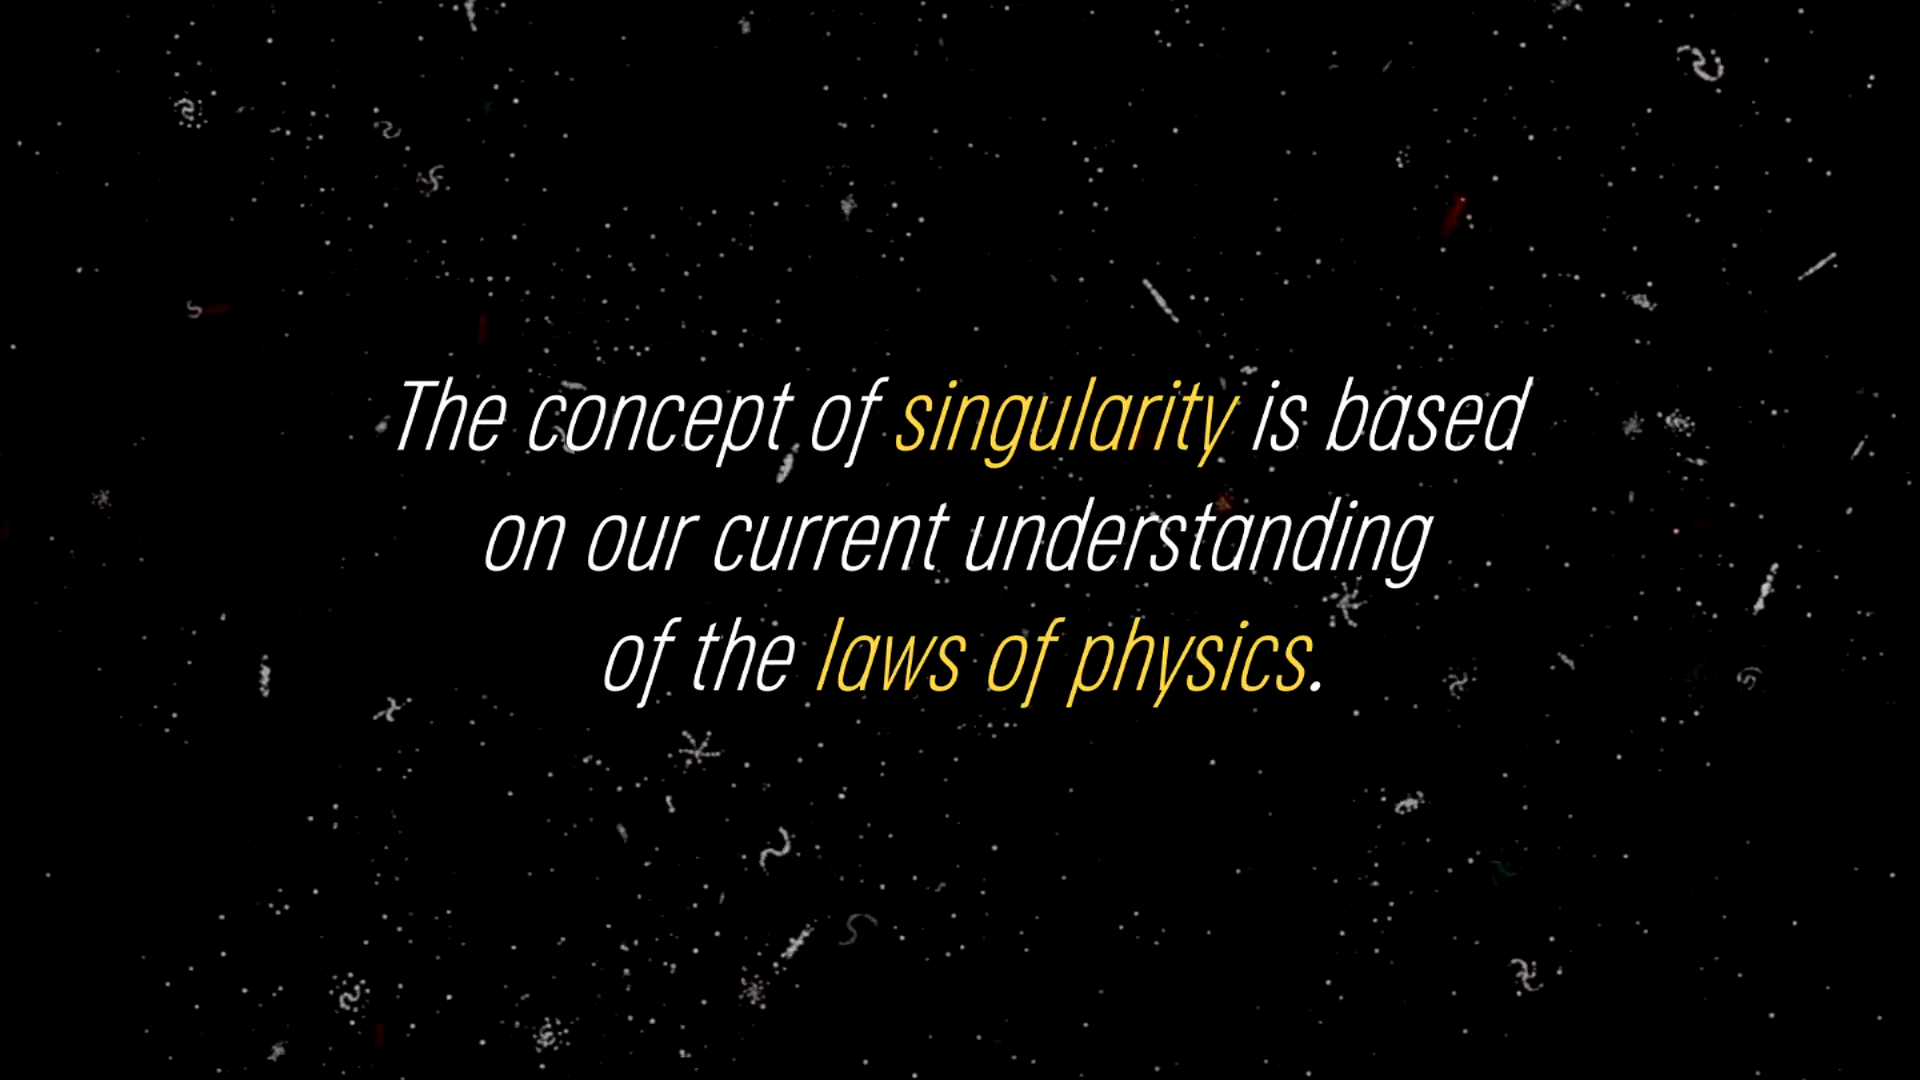 The concept of singularity is based
on our current understanding
of the laws of physics.